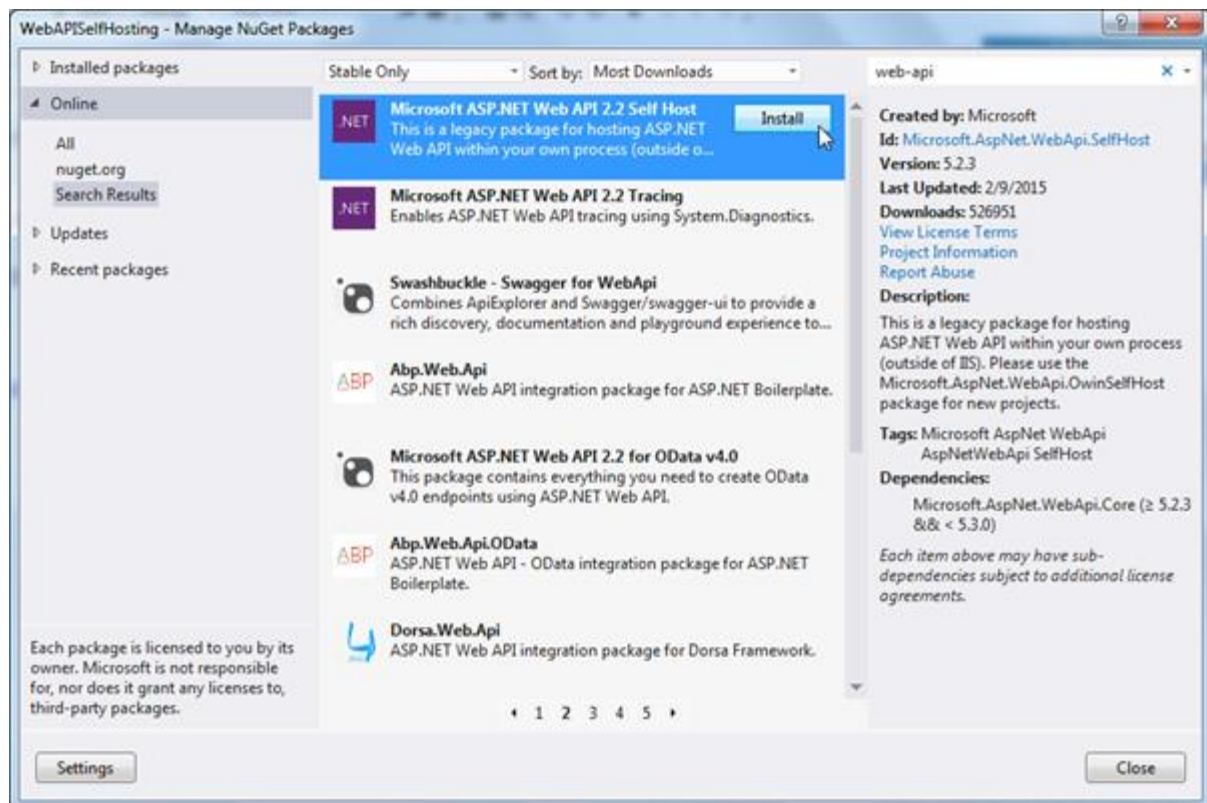 WebAPISelfHosting - Manage NuGet Packages
Installed packages
Online
All
nuget.org
Search Results
Updates
Recent packages
Each package is licensed to you by its
owner. Microsoft is not responsible
for, nor does it grant any licenses to,
third-party packages.
Settings
Stable Only
Sort by: Most Downloads
.NET
Microsoft ASP.NET Web API 2.2 Self Host
This is a legacy package for hosting ASP.NET
Web API within your own process (outside o...
Install
.NET
Microsoft ASP.NET Web API 2.2 Tracing
Enables ASP.NET Web API tracing using System.Diagnostics.
Swashbuckle - Swagger for WebApi
Combines ApiExplorer and Swagger/swagger-ui to provide a
rich discovery, documentation and playground experience to...
ABP
Abp.Web.Api
ASP.NET Web API integration package for ASP.NET Boilerplate.
Microsoft ASP.NET Web API 2.2 for OData v4.0
This package contains everything you need to create OData
v4.0 endpoints using ASP.NET Web API.
ABP
Abp.Web.Api.OData
ASP.NET Web API - OData integration package for ASP.NET
Boilerplate.
Dorsa.Web.Api
ASP.NET Web API integration package for Dorsa Framework.
1 2 3 4 5
web-api
Created by: Microsoft
Id: Microsoft.AspNet.WebApi.SelfHost
Version: 5.2.3
Last Updated: 2/9/2015
Downloads: 526951
View License Terms
Project Information
Report Abuse
Description:
This is a legacy package for hosting
ASP.NET Web API within your own process
(outside of IIS). Please use the
Microsoft.AspNet.WebApi.OwinSelfHost
package for new projects.
Tags: Microsoft AspNet WebApi
AspNetWebApi SelfHost
Dependencies:
Microsoft.AspNet.WebApi.Core (≥ 5.2.3
&& < 5.3.0)
Each item above may have sub-
dependencies subject to additional license
agreements.
Close